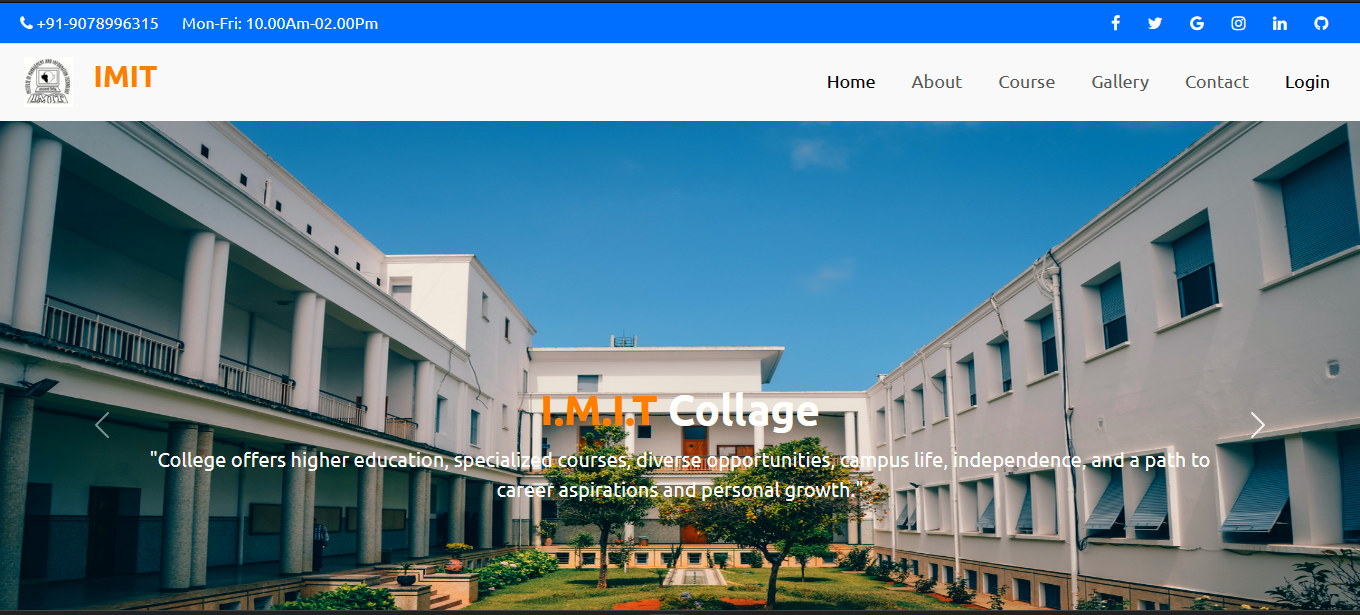 +91-9078996315 Mon-Fri: 10.00Am-02.00Pm
IMIT
Home About Course Gallery Contact Login
I.M.I.T Collage
"College offers higher education, specialized courses, diverse opportunities, campus life, independence, and a path to
career aspirations and personal growth."